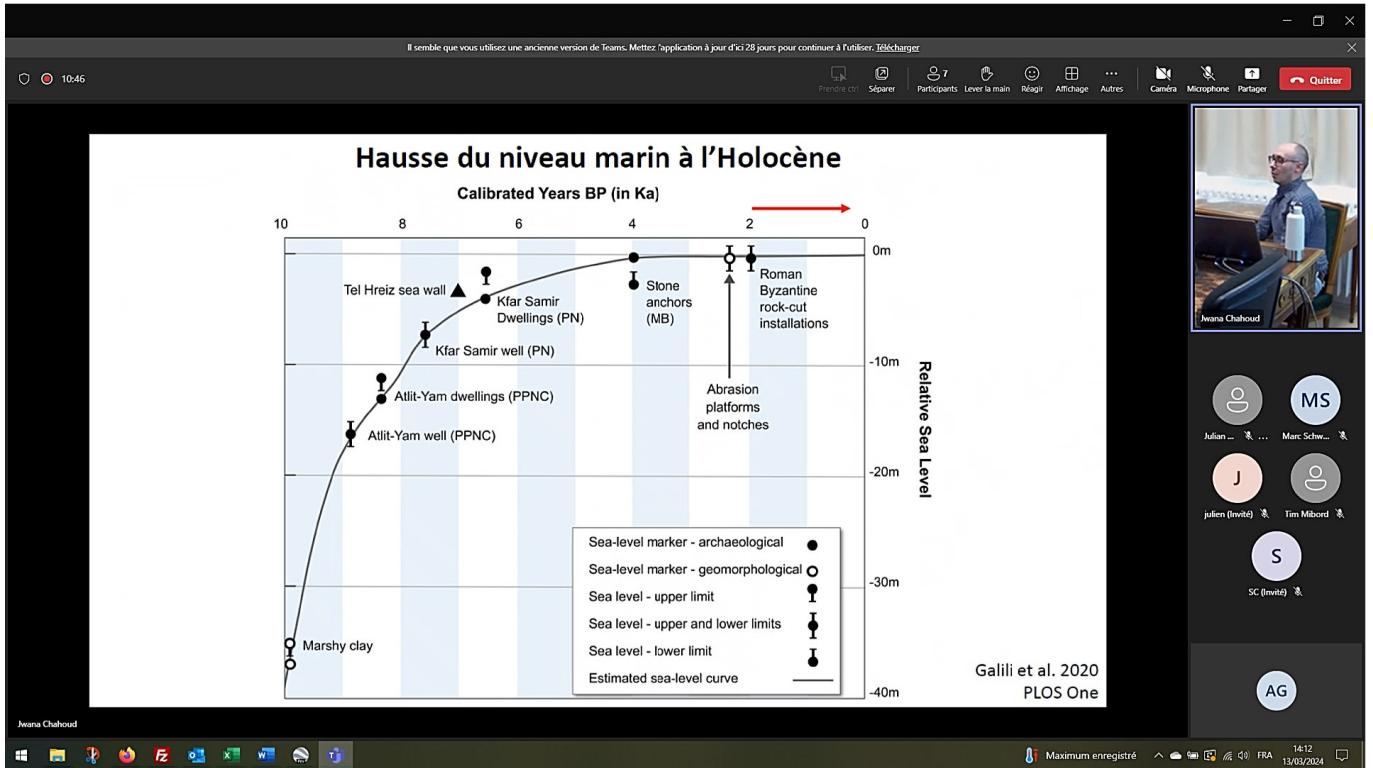 Il semble que vous utilisez une ancienne version de Teams. Mettez l'application à jour d'ici 28 jours pour continuer à l'utiliser. Télécharger
10:46
Prendre ctrl
Séparer
7
Participants
Lever la main
Réagir
Affichage
Autres
Caméra
Microphone
Partager
Quitter
Hausse du niveau marin à l'Holocène
Calibrated Years BP (in Ka)
10 8 6 4 2 0
0m
Tel Hreiz sea wall
Kfar Samir
Dwellings (PN)
Stone
anchors
(MB)
Roman
Byzantine
rock-cut
installations
Kfar Samir well (PN)
-10m
Abrasion
platforms
and notches
Atlit-Yam dwellings (PPNC)
Atlit-Yam well (PPNC)
Relative Sea Level
-20m
Sea-level marker - archaeological
Sea-level marker - geomorphological
Sea level - upper limit
Sea level - upper and lower limits
Sea level - lower limit
Estimated sea-level curve
-30m
Marshy clay
Galili et al. 2020
PLOS One
-40m
Jwana Chahoud
Jwana Chahoud
Julian ... ...
MS
Marc Schw...
J
julien (Invité)
Tim Mibord
S
SC (Invité)
AG
Maximum enregistré
FRA
14:12
13/03/2024